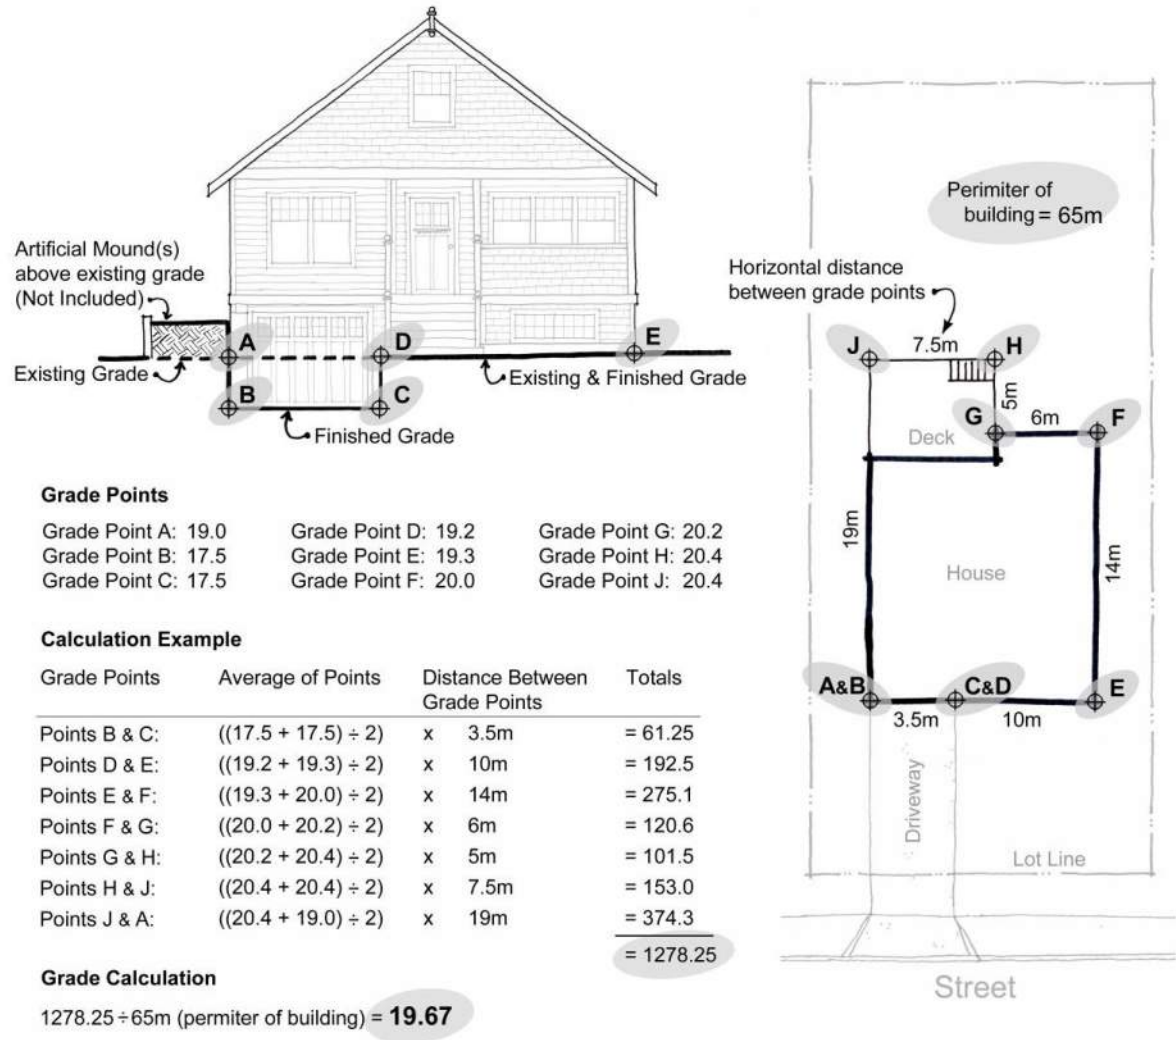 Artificial Mound(s)
above existing grade
(Not Included)
A
D
E
Existing Grade
B
C
Existing & Finished Grade
Finished Grade
Perimiter of
building = 65m
Horizontal distance
between grade points
7.5m
J
H
5m
G
6m
F
Deck
19m
House
14m
A&B
C&D
E
3.5m
10m
Driveway
Lot Line
Street
Grade Points
Grade Point A: 19.0 Grade Point D: 19.2 Grade Point G: 20.2
Grade Point B: 17.5 Grade Point E: 19.3 Grade Point H: 20.4
Grade Point C: 17.5 Grade Point F: 20.0 Grade Point J: 20.4
Calculation Example
Grade Points Average of Points Distance Between Totals
Grade Points
Points B & C: ((17.5 + 17.5) ÷ 2) x 3.5m = 61.25
Points D & E: ((19.2 + 19.3) ÷ 2) x 10m = 192.5
Points E & F: ((19.3 + 20.0) ÷ 2) x 14m = 275.1
Points F & G: ((20.0 + 20.2) ÷ 2) x 6m = 120.6
Points G & H: ((20.2 + 20.4) ÷ 2) x 5m = 101.5
Points H & J: ((20.4 + 20.4) ÷ 2) x 7.5m = 153.0
Points J & A: ((20.4 + 19.0) ÷ 2) x 19m = 374.3
= 1278.25
Grade Calculation
1278.25 ÷ 65m (permiter of building) = 19.67